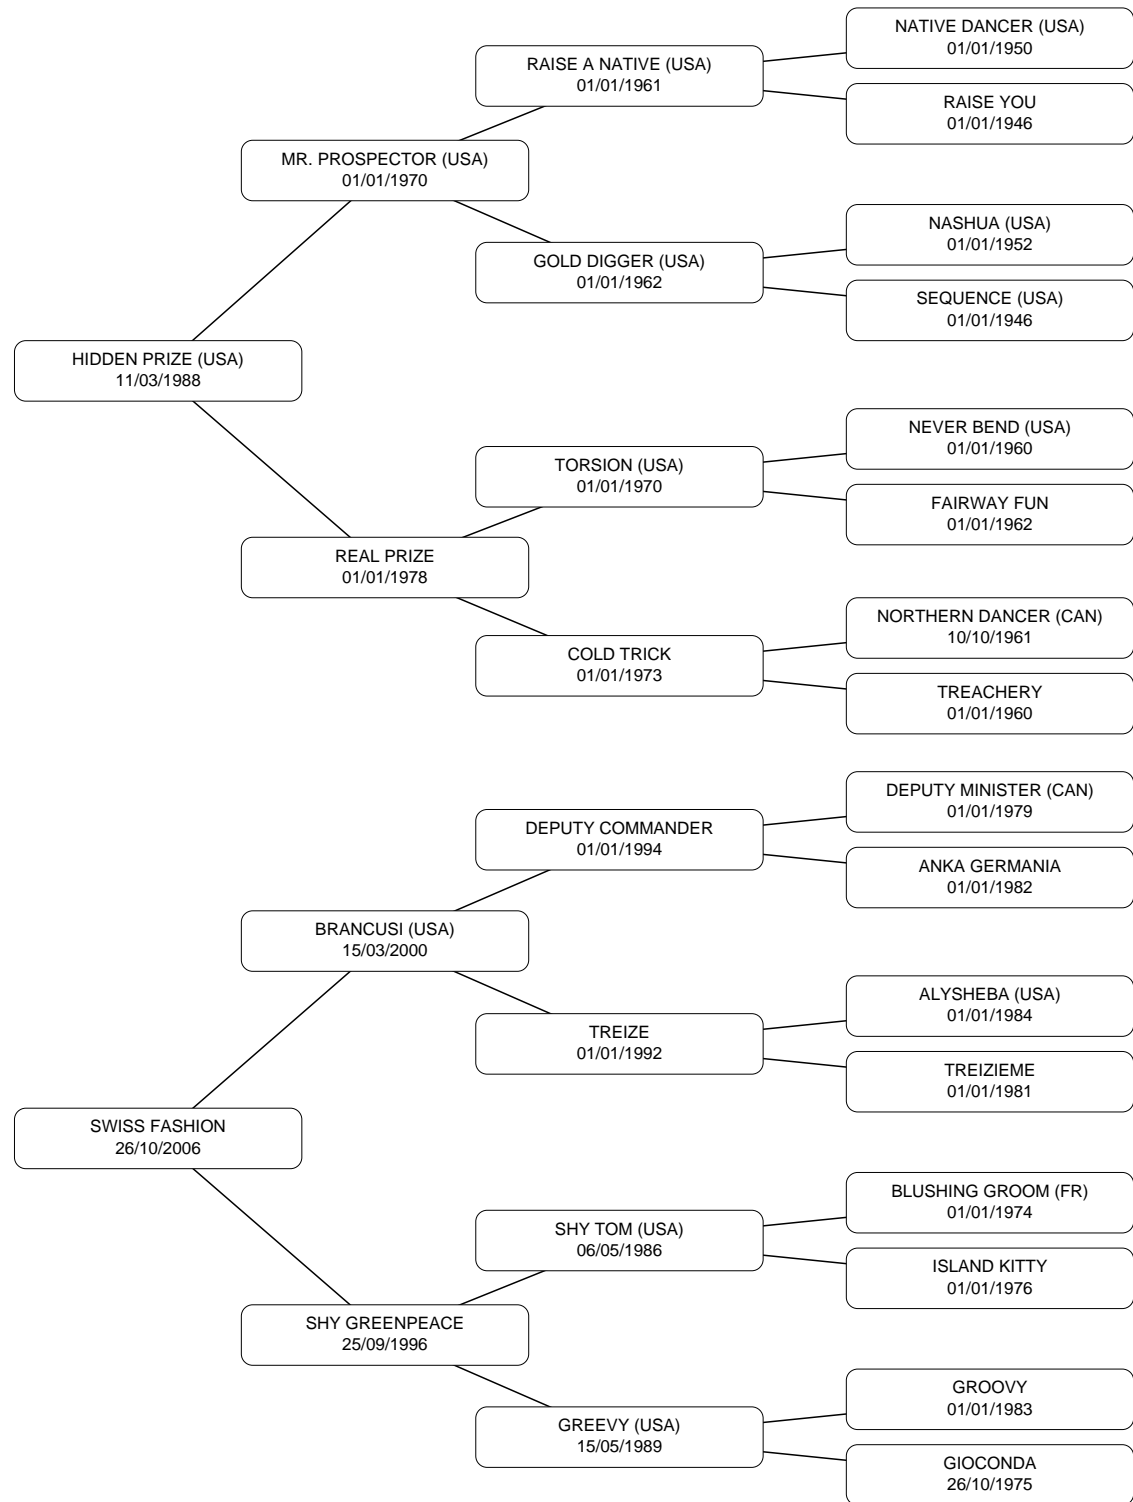 NATIVE DANCER (USA)
01/01/1950
RAISE A NATIVE (USA)
01/01/1961
RAISE YOU
01/01/1946
MR. PROSPECTOR (USA)
01/01/1970
NASHUA (USA)
01/01/1952
GOLD DIGGER (USA)
01/01/1962
SEQUENCE (USA)
01/01/1946
HIDDEN PRIZE (USA)
11/03/1988
NEVER BEND (USA)
01/01/1960
TORSION (USA)
01/01/1970
FAIRWAY FUN
01/01/1962
REAL PRIZE
01/01/1978
NORTHERN DANCER (CAN)
10/10/1961
COLD TRICK
01/01/1973
TREACHERY
01/01/1960
DEPUTY MINISTER (CAN)
01/01/1979
DEPUTY COMMANDER
01/01/1994
ANKA GERMANIA
01/01/1982
BRANCUSI (USA)
15/03/2000
ALYSHEBA (USA)
01/01/1984
TREIZE
01/01/1992
TREIZIEME
01/01/1981
SWISS FASHION
26/10/2006
BLUSHING GROOM (FR)
01/01/1974
SHY TOM (USA)
06/05/1986
ISLAND KITTY
01/01/1976
SHY GREENPEACE
25/09/1996
GROOVY
01/01/1983
GREEVY (USA)
15/05/1989
GIOCONDA
26/10/1975